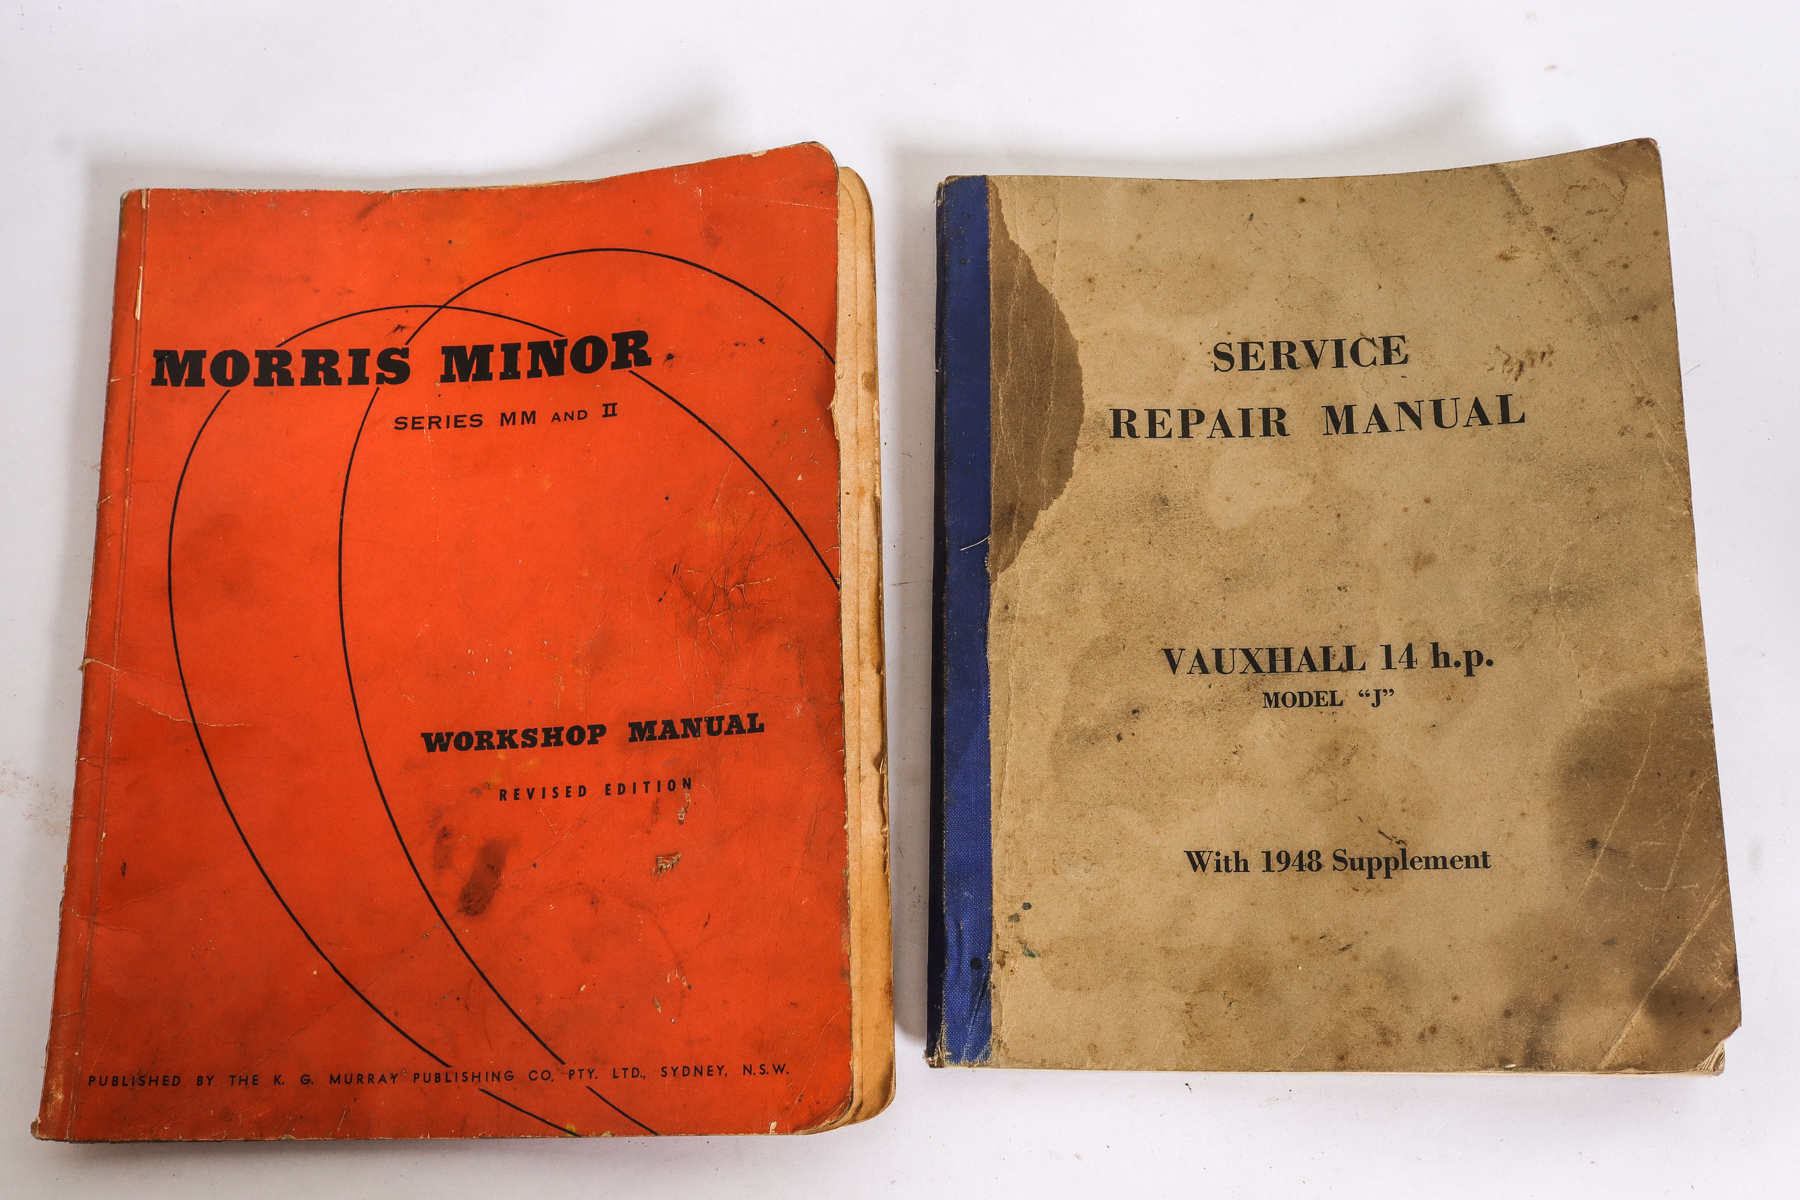 MORRIS MINOR
SERIES MM AND II
WORKSHOP MANUAL
REVISED EDITION
PUBLISHED BY THE K. G. MURRAY PUBLISHING CO. PTY. LTD., SYDNEY, N.S.W.
SERVICE
REPAIR MANUAL
VAUXHALL 14 h.p.
MODEL “J”
With 1948 Supplement